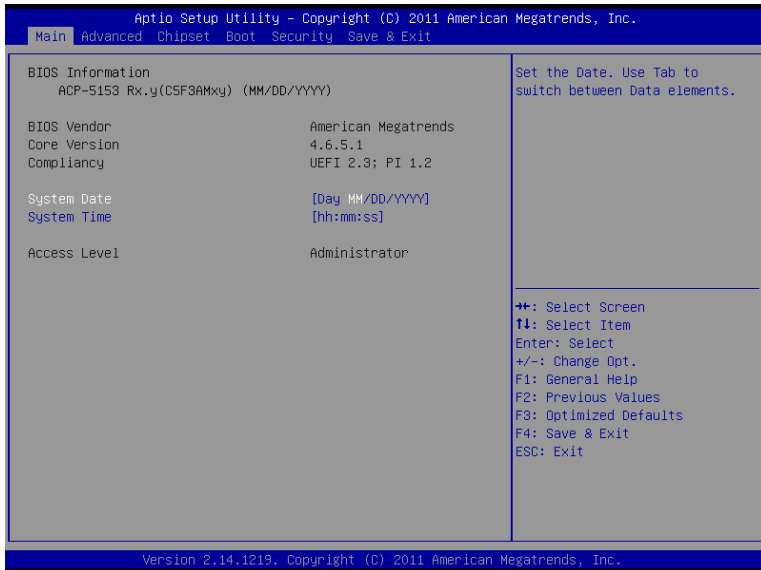 Aptio Setup Utility – Copyright (C) 2011 American Megatrends, Inc.
Main Advanced Chipset Boot Security Save & Exit
BIOS Information
ACP-5153 Rx.y(C5F3AMxy) (MM/DD/YYYY)
BIOS Vendor American Megatrends
Core Version 4.6.5.1
Compliancy UEFI 2.3; PI 1.2
System Date [Day MM/DD/YYYY]
System Time [hh:mm:ss]
Access Level Administrator
Set the Date. Use Tab to
switch between Data elements.
→←: Select Screen
↑↓: Select Item
Enter: Select
+/-: Change Opt.
F1: General Help
F2: Previous Values
F3: Optimized Defaults
F4: Save & Exit
ESC: Exit
Version 2.14.1219. Copyright (C) 2011 American Megatrends, Inc.